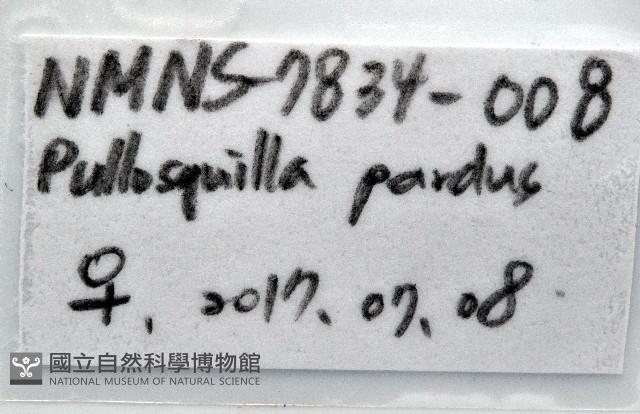 NMNS-7834-008
Pullosquilla pardus
♀, 2017.07.08
國立自然科學博物館
NATIONAL MUSEUM OF NATURAL SCIENCE